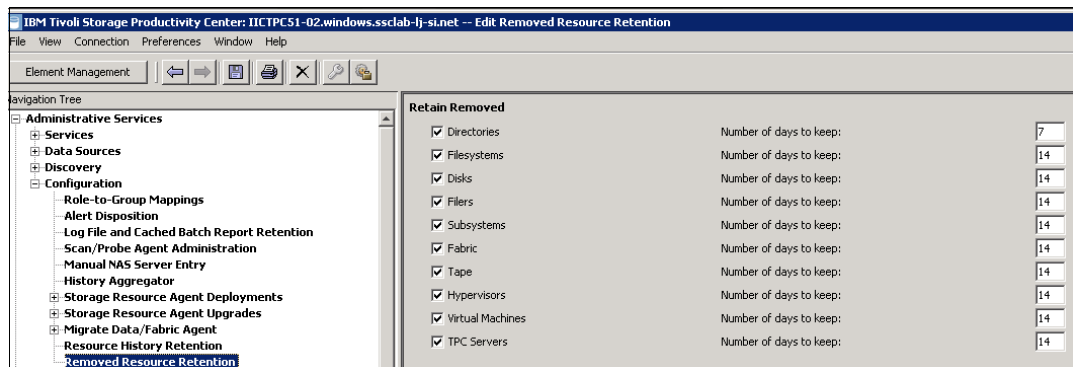 IBM Tivoli Storage Productivity Center: IICTPC51-02.windows.ssclab-lj-si.net -- Edit Removed Resource Retention
File View Connection Preferences Window Help
Element Management
Navigation Tree
Administrative Services
Services
Data Sources
Discovery
Configuration
Role-to-Group Mappings
Alert Disposition
Log File and Cached Batch Report Retention
Scan/Probe Agent Administration
Manual NAS Server Entry
History Aggregator
Storage Resource Agent Deployments
Storage Resource Agent Upgrades
Migrate Data/Fabric Agent
Resource History Retention
Removed Resource Retention
Retain Removed
Directories Number of days to keep: 7
Filesystems Number of days to keep: 14
Disks Number of days to keep: 14
Filers Number of days to keep: 14
Subsystems Number of days to keep: 14
Fabric Number of days to keep: 14
Tape Number of days to keep: 14
Hypervisors Number of days to keep: 14
Virtual Machines Number of days to keep: 14
TPC Servers Number of days to keep: 14